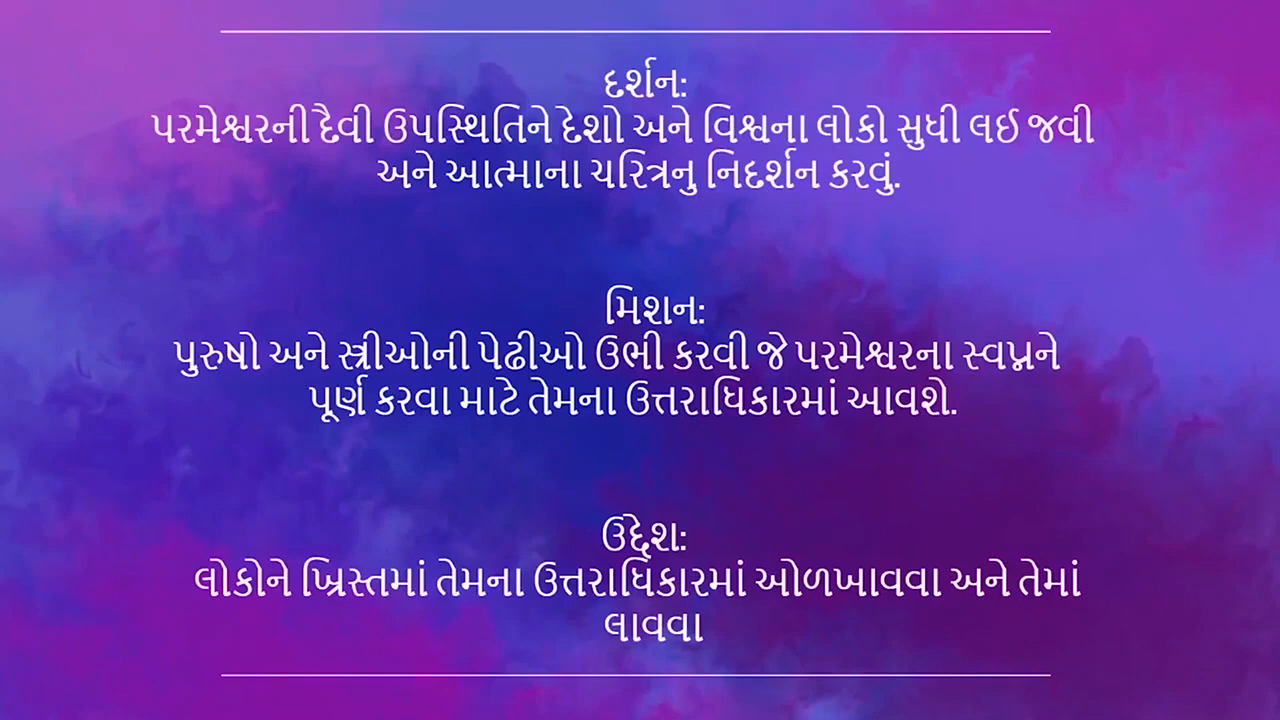 દર્શન:
પરમેશ્વરની દૈવી ઉપસ્થિતિને દેશો અને વિશ્વના લોકો સુધી લઈ જવી
અને આત્માના ચરિત્રનુ નિદર્શન કરવું.
મિશન:
પુરુષો અને સ્ત્રીઓની પેઢીઓ ઉભી કરવી જે પરમેશ્વરના સ્વપ્નને
પૂર્ણ કરવા માટે તેમના ઉત્તરાધિકારમાં આવશે.
ઉદ્દેશ:
લોકોને ખ્રિસ્તમાં તેમના ઉત્તરાધિકારમાં ઓળખાવવા અને તેમાં
લાવવા